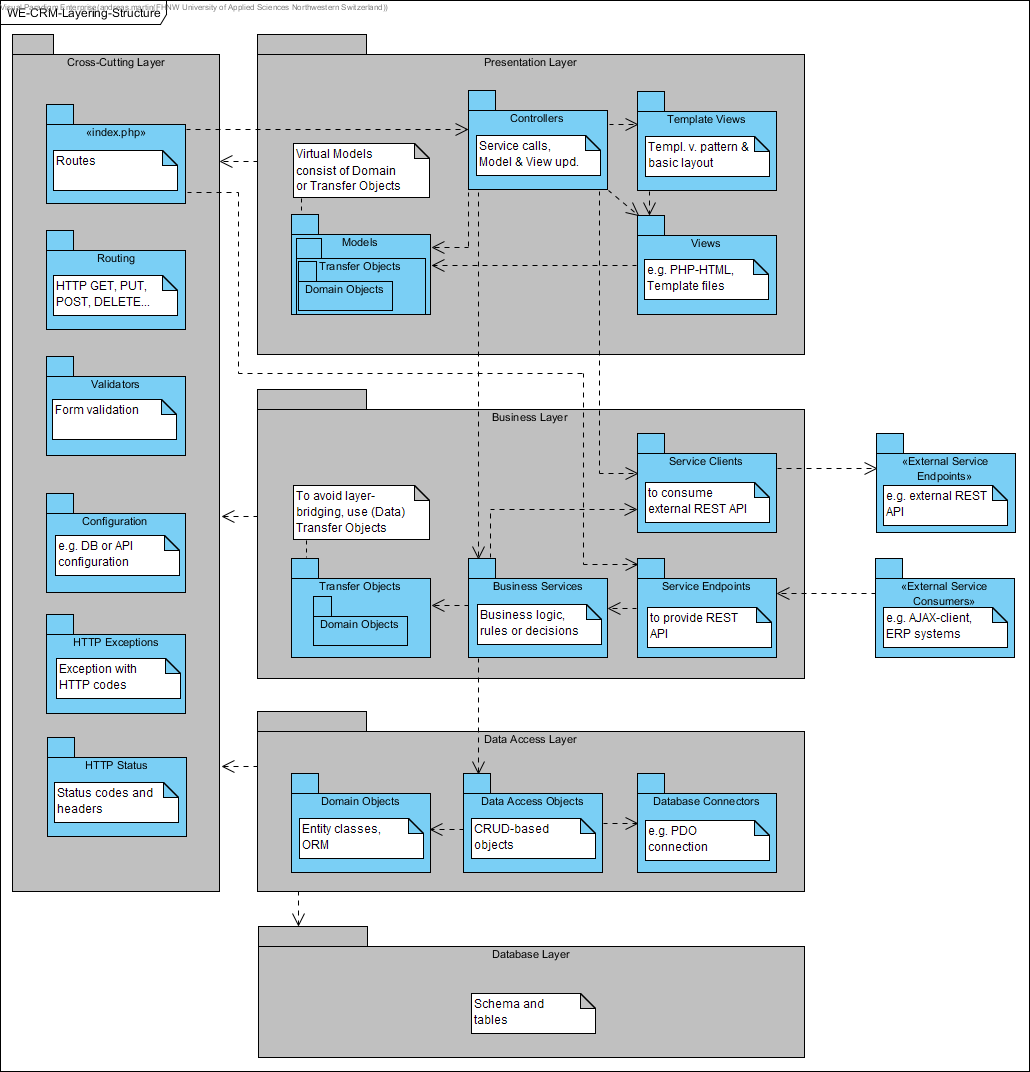 Visual Paradigm Enterprise(andreas.martin(FHNW University of Applied Sciences Northwestern Switzerland))
WE-CRM-Layering-Structure
Cross-Cutting Layer
«index.php»
Routes
Routing
HTTP GET, PUT,
POST, DELETE...
Validators
Form validation
Configuration
e.g. DB or API
configuration
HTTP Exceptions
Exception with
HTTP codes
HTTP Status
Status codes and
headers
Presentation Layer
Controllers
Service calls,
Model & View upd.
Template Views
Templ. v. pattern &
basic layout
Virtual Models
consist of Domain
or Transfer Objects
Models
Transfer Objects
Domain Objects
Views
e.g. PHP-HTML,
Template files
Business Layer
Service Clients
to consume
external REST API
To avoid layer-
bridging, use (Data)
Transfer Objects
Transfer Objects
Domain Objects
Business Services
Business logic,
rules or decisions
Service Endpoints
to provide REST
API
«External Service
Endpoints»
e.g. external REST
API
«External Service
Consumers»
e.g. AJAX-client,
ERP systems
Data Access Layer
Domain Objects
Entity classes,
ORM
Data Access Objects
CRUD-based
objects
Database Connectors
e.g. PDO
connection
Database Layer
Schema and
tables